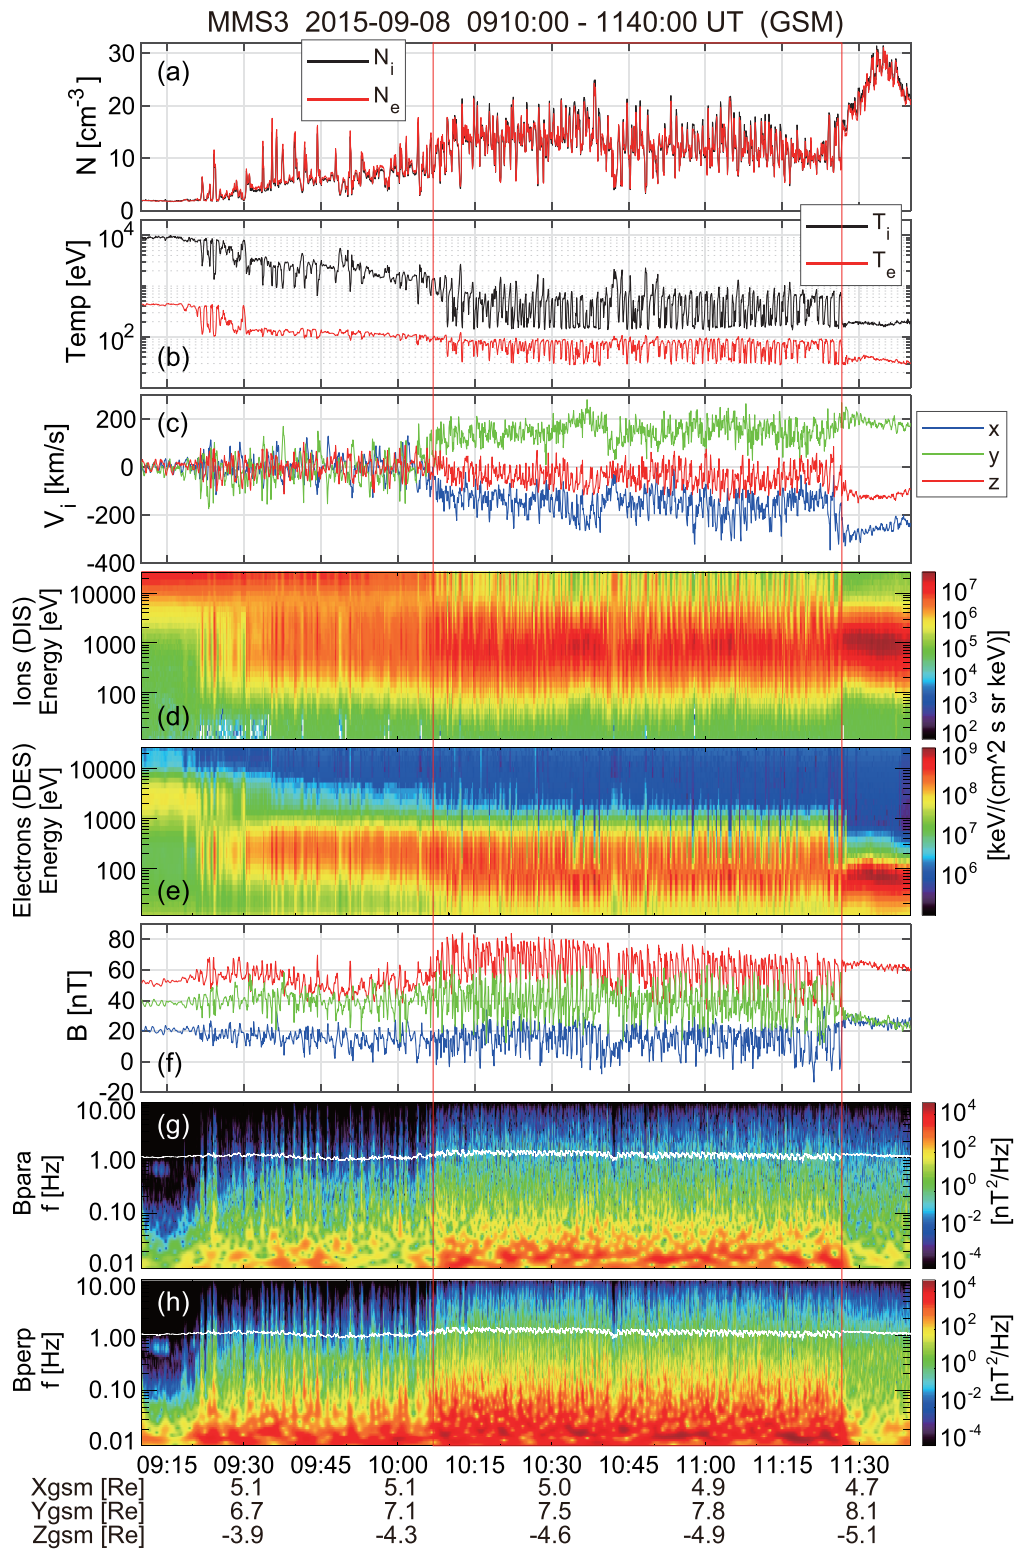 MMS3 2015-09-08 0910:00 - 1140:00 UT (GSM)
(a)
N [cm⁻³]
30
20
10
0
Nᵢ
Nₑ
(b)
Temp [eV]
10⁴
10²
Tᵢ
Tₑ
(c)
Vᵢ [km/s]
200
0
-200
-400
x
y
z
(d)
Ions (DIS)
Energy [eV]
10000
1000
100
10⁷
10⁶
10⁵
10⁴
10³
10²
(e)
Electrons (DES)
Energy [eV]
10000
1000
100
10⁹
10⁸
10⁷
10⁶
[keV/(cm^2 s sr keV)]
(f)
B [nT]
80
60
40
20
0
-20
(g)
Bpara
f [Hz]
10.00
1.00
0.10
0.01
10⁴
10²
10⁰
10⁻²
10⁻⁴
[nT²/Hz]
(h)
Bperp
f [Hz]
10.00
1.00
0.10
0.01
10⁴
10²
10⁰
10⁻²
10⁻⁴
[nT²/Hz]
09:15 09:30 09:45 10:00 10:15 10:30 10:45 11:00 11:15 11:30
Xgsm [Re] 5.1 5.1 5.0 4.9 4.7
Ygsm [Re] 6.7 7.1 7.5 7.8 8.1
Zgsm [Re] -3.9 -4.3 -4.6 -4.9 -5.1